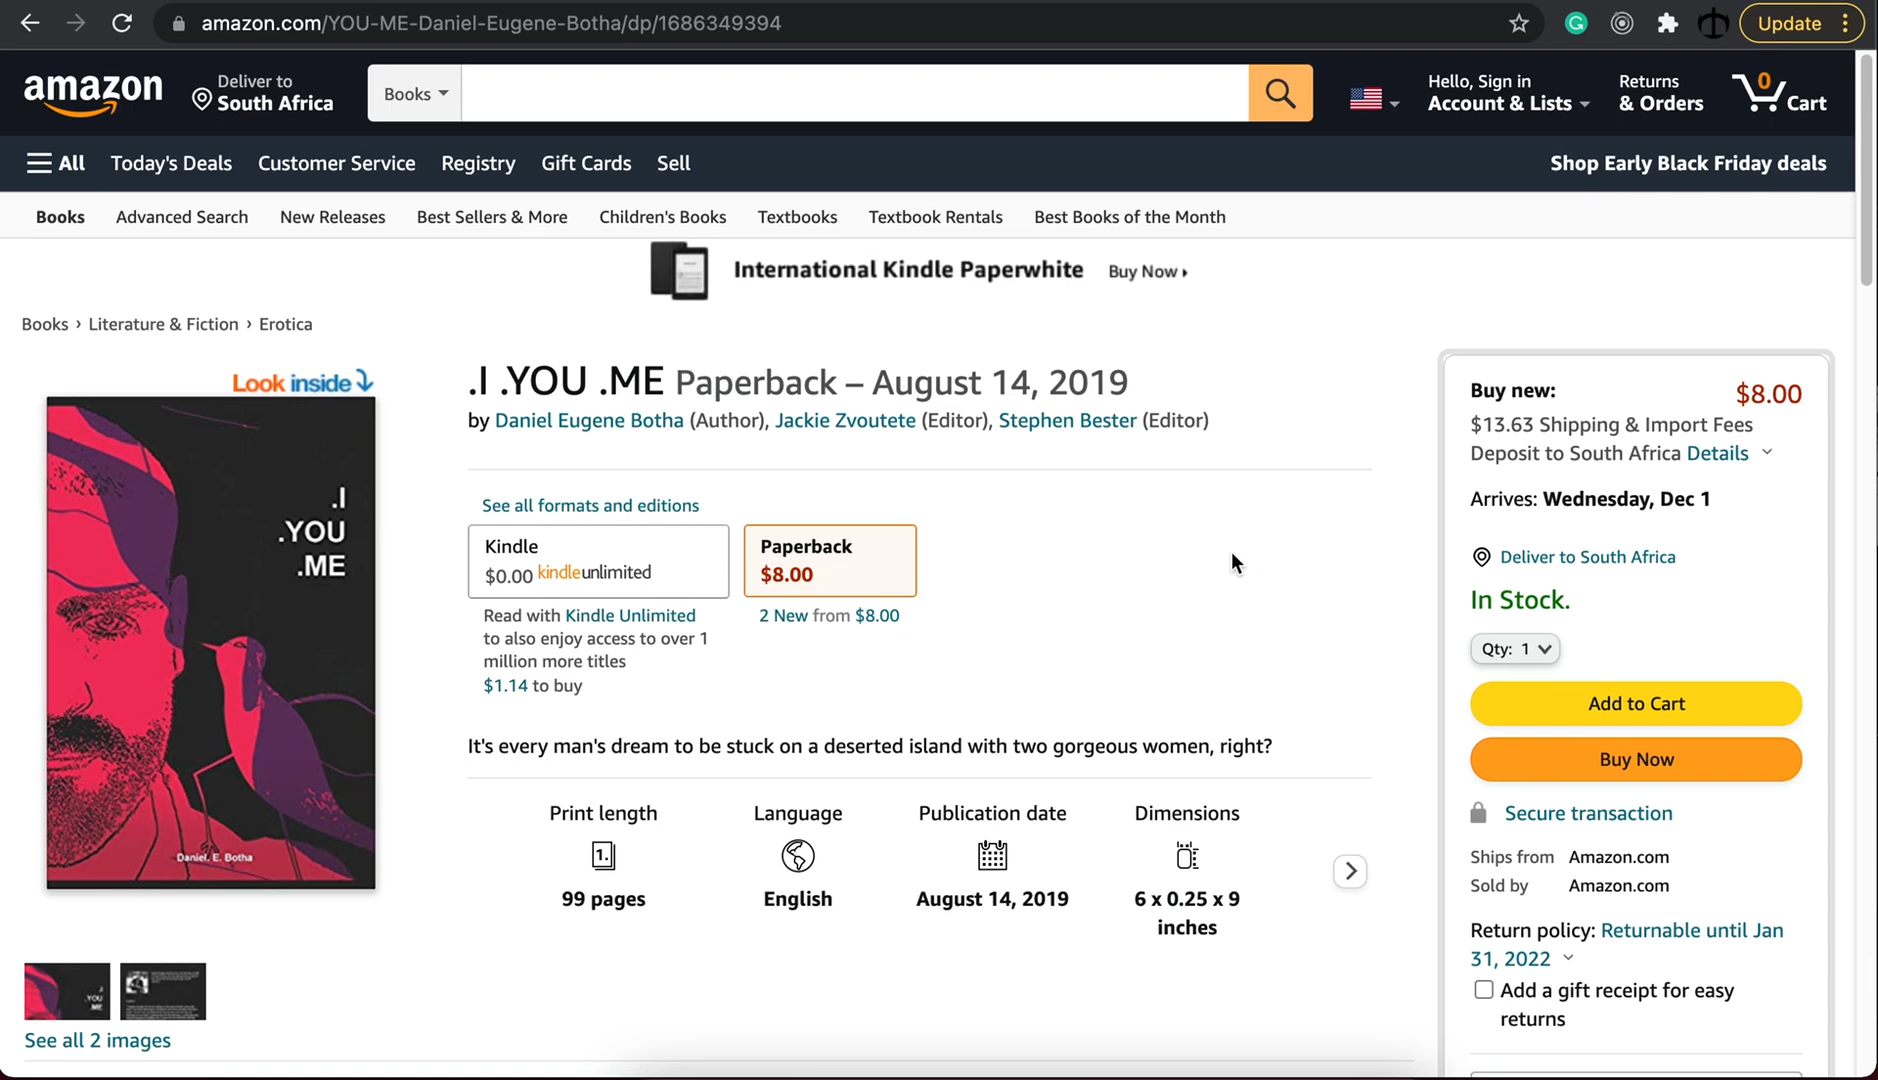 amazon.com/YOU-ME-Daniel-Eugene-Botha/dp/1686349394
Update
amazon
Deliver to
South Africa
Books
Hello, Sign in
Account & Lists
Returns
& Orders
0
Cart
All
Today's Deals
Customer Service
Registry
Gift Cards
Sell
Shop Early Black Friday deals
Books
Advanced Search
New Releases
Best Sellers & More
Children's Books
Textbooks
Textbook Rentals
Best Books of the Month
International Kindle Paperwhite
Buy Now
Books › Literature & Fiction › Erotica
Look inside
.I
.YOU
.ME
Daniel. E. Botha
See all 2 images
.I .YOU .ME Paperback – August 14, 2019
by Daniel Eugene Botha (Author), Jackie Zvoutete (Editor), Stephen Bester (Editor)
See all formats and editions
Kindle
$0.00 kindleunlimited
Read with Kindle Unlimited
to also enjoy access to over 1
million more titles
$1.14 to buy
Paperback
$8.00
2 New from $8.00
It's every man's dream to be stuck on a deserted island with two gorgeous women, right?
Print length
1.
99 pages
Language
English
Publication date
August 14, 2019
Dimensions
6 x 0.25 x 9
inches
Buy new:
$8.00
$13.63 Shipping & Import Fees
Deposit to South Africa Details
Arrives: Wednesday, Dec 1
Deliver to South Africa
In Stock.
Qty: 1
Add to Cart
Buy Now
Secure transaction
Ships from Amazon.com
Sold by Amazon.com
Return policy: Returnable until Jan
31, 2022
Add a gift receipt for easy
returns